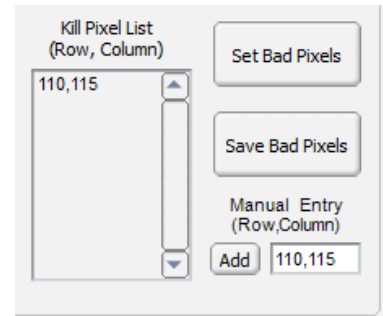 Kill Pixel List
(Row, Column)
110,115
Set Bad Pixels
Save Bad Pixels
Manual Entry
(Row,Column)
Add
110,115